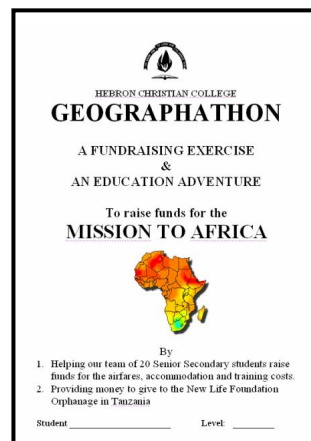 HEBRON CHRISTIAN COLLEGE
GEOGRAPHATHON
A FUNDRAISING EXERCISE
&
AN EDUCATION ADVENTURE
To raise funds for the
MISSION TO AFRICA
By
1. Helping our team of 20 Senior Secondary students raise
funds for the airfares, accommodation and training costs.
2. Providing money to give to the New Life Foundation
Orphanage in Tanzania
Student ____________________ Level: ________